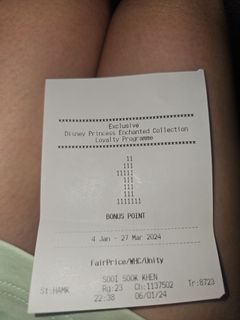 ****************************************
Exclusive
Disney Princess Enchanted Collection
Loyalty Programme
****************************************
11
111
11111
111
111
111
1111111
BONUS POINT
----------------------------------------
4 Jan - 27 Mar 2024
----------------------------------------
FairPrice/WHC/Unity
SOOI SOOK KHEN
St:HAMK Rg:23 Ch:1137502 Tr:8723
22:38 06/01/24